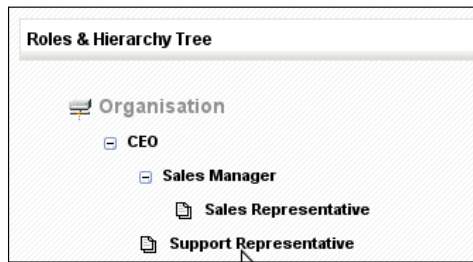 Roles & Hierarchy Tree
Organisation
CEO
Sales Manager
Sales Representative
Support Representative